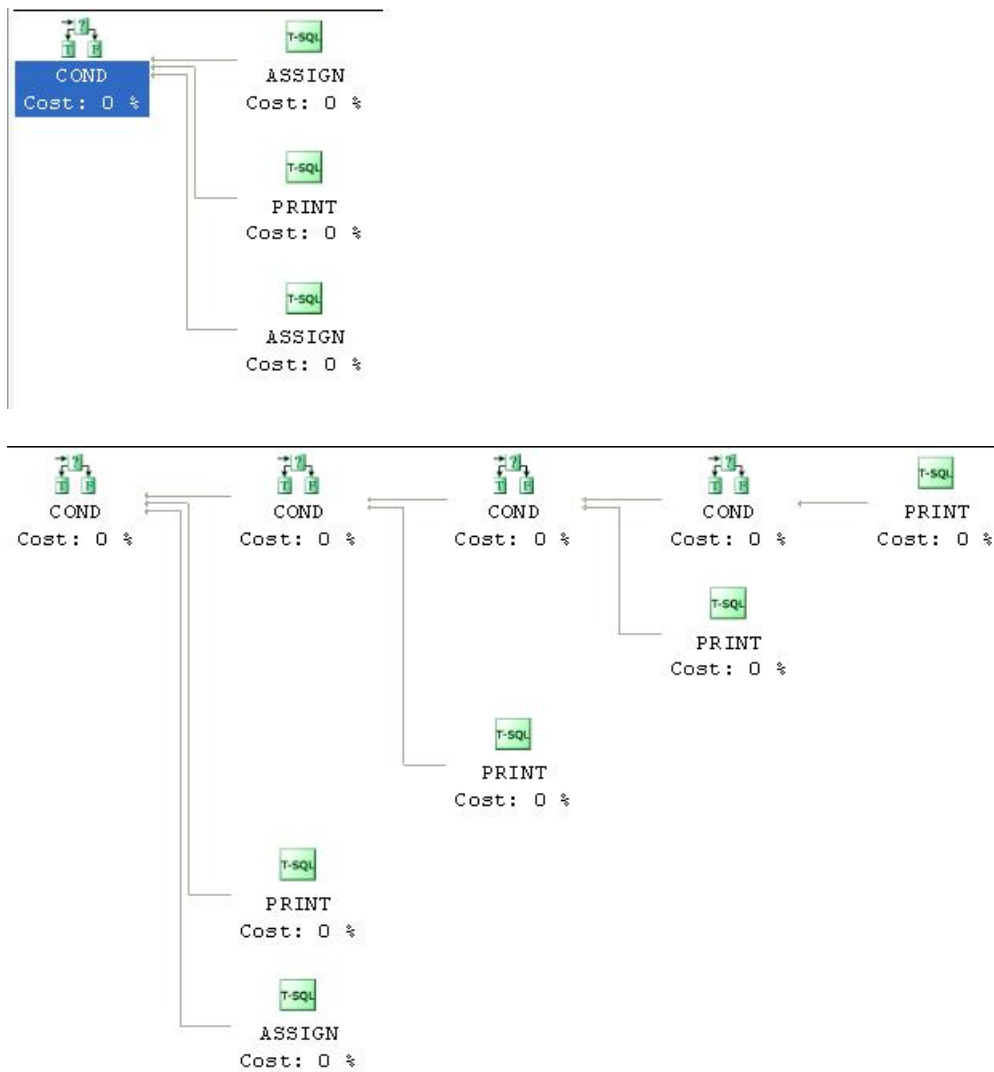 T-SQL
COND
ASSIGN
Cost: 0 %
Cost: 0 %
T-SQL
PRINT
Cost: 0 %
T-SQL
ASSIGN
Cost: 0 %
?
T F
?
T F
?
T F
?
T F
?
T F
T-SQL
COND
COND
COND
COND
PRINT
Cost: 0 %
Cost: 0 %
Cost: 0 %
Cost: 0 %
Cost: 0 %
T-SQL
PRINT
Cost: 0 %
T-SQL
PRINT
Cost: 0 %
T-SQL
PRINT
Cost: 0 %
T-SQL
ASSIGN
Cost: 0 %